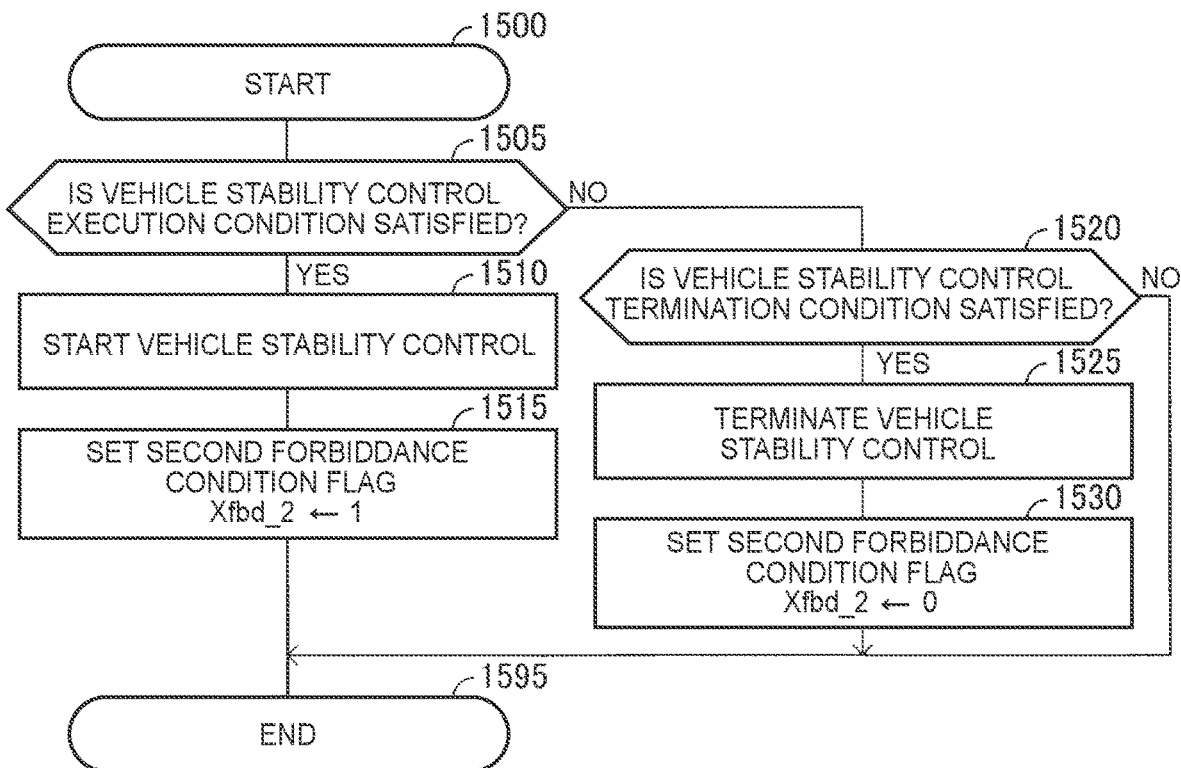 1500
START
1505
IS VEHICLE STABILITY CONTROL
EXECUTION CONDITION SATISFIED?
NO
YES
1510
START VEHICLE STABILITY CONTROL
1515
SET SECOND FORBIDDANCE
CONDITION FLAG
Xfbd_2 ← 1
1520
IS VEHICLE STABILITY CONTROL
TERMINATION CONDITION SATISFIED?
NO
YES
1525
TERMINATE VEHICLE
STABILITY CONTROL
1530
SET SECOND FORBIDDANCE
CONDITION FLAG
Xfbd_2 ← 0
1595
END